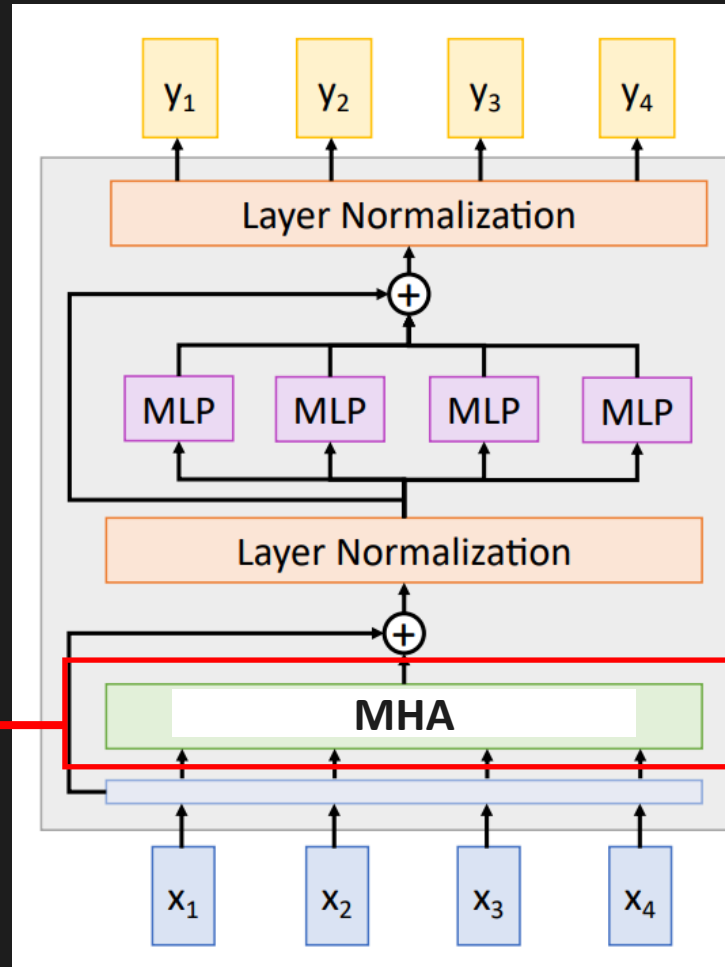 y₁ y₂ y₃ y₄
Layer Normalization
+
MLP MLP MLP MLP
Layer Normalization
+
MHA
x₁ x₂ x₃ x₄